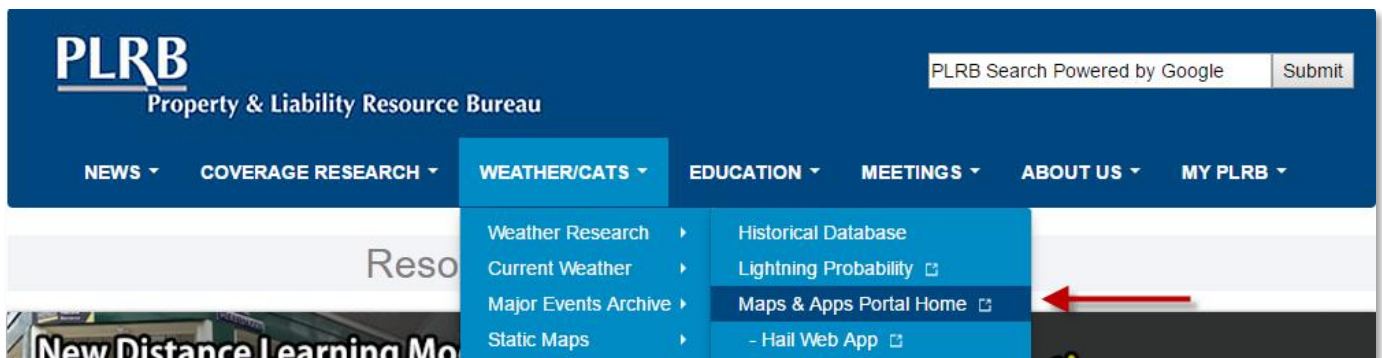 PLRB
Property & Liability Resource Bureau
PLRB Search Powered by Google Submit
NEWS COVERAGE RESEARCH WEATHER/CATS EDUCATION MEETINGS ABOUT US MY PLRB
Weather Research Historical Database
Reso
Current Weather Lightning Probability
Major Events Archive Maps & Apps Portal Home
Static Maps - Hail Web App
New Distance Learning Mo